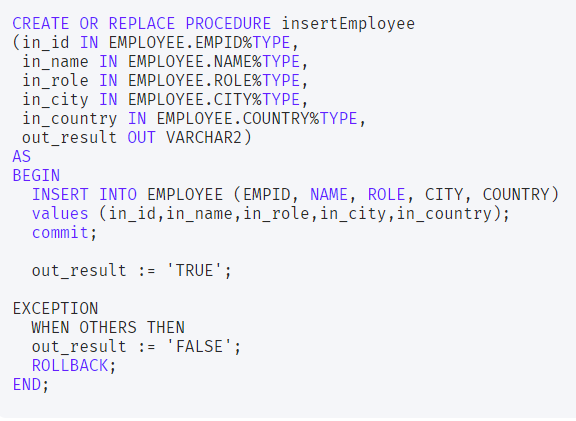 CREATE OR REPLACE PROCEDURE insertEmployee
(in_id IN EMPLOYEE.EMPID%TYPE,
 in_name IN EMPLOYEE.NAME%TYPE,
 in_role IN EMPLOYEE.ROLE%TYPE,
 in_city IN EMPLOYEE.CITY%TYPE,
 in_country IN EMPLOYEE.COUNTRY%TYPE,
 out_result OUT VARCHAR2)
AS
BEGIN
  INSERT INTO EMPLOYEE (EMPID, NAME, ROLE, CITY, COUNTRY)
  values (in_id,in_name,in_role,in_city,in_country);
  commit;

  out_result := 'TRUE';

EXCEPTION
  WHEN OTHERS THEN
  out_result := 'FALSE';
  ROLLBACK;
END;